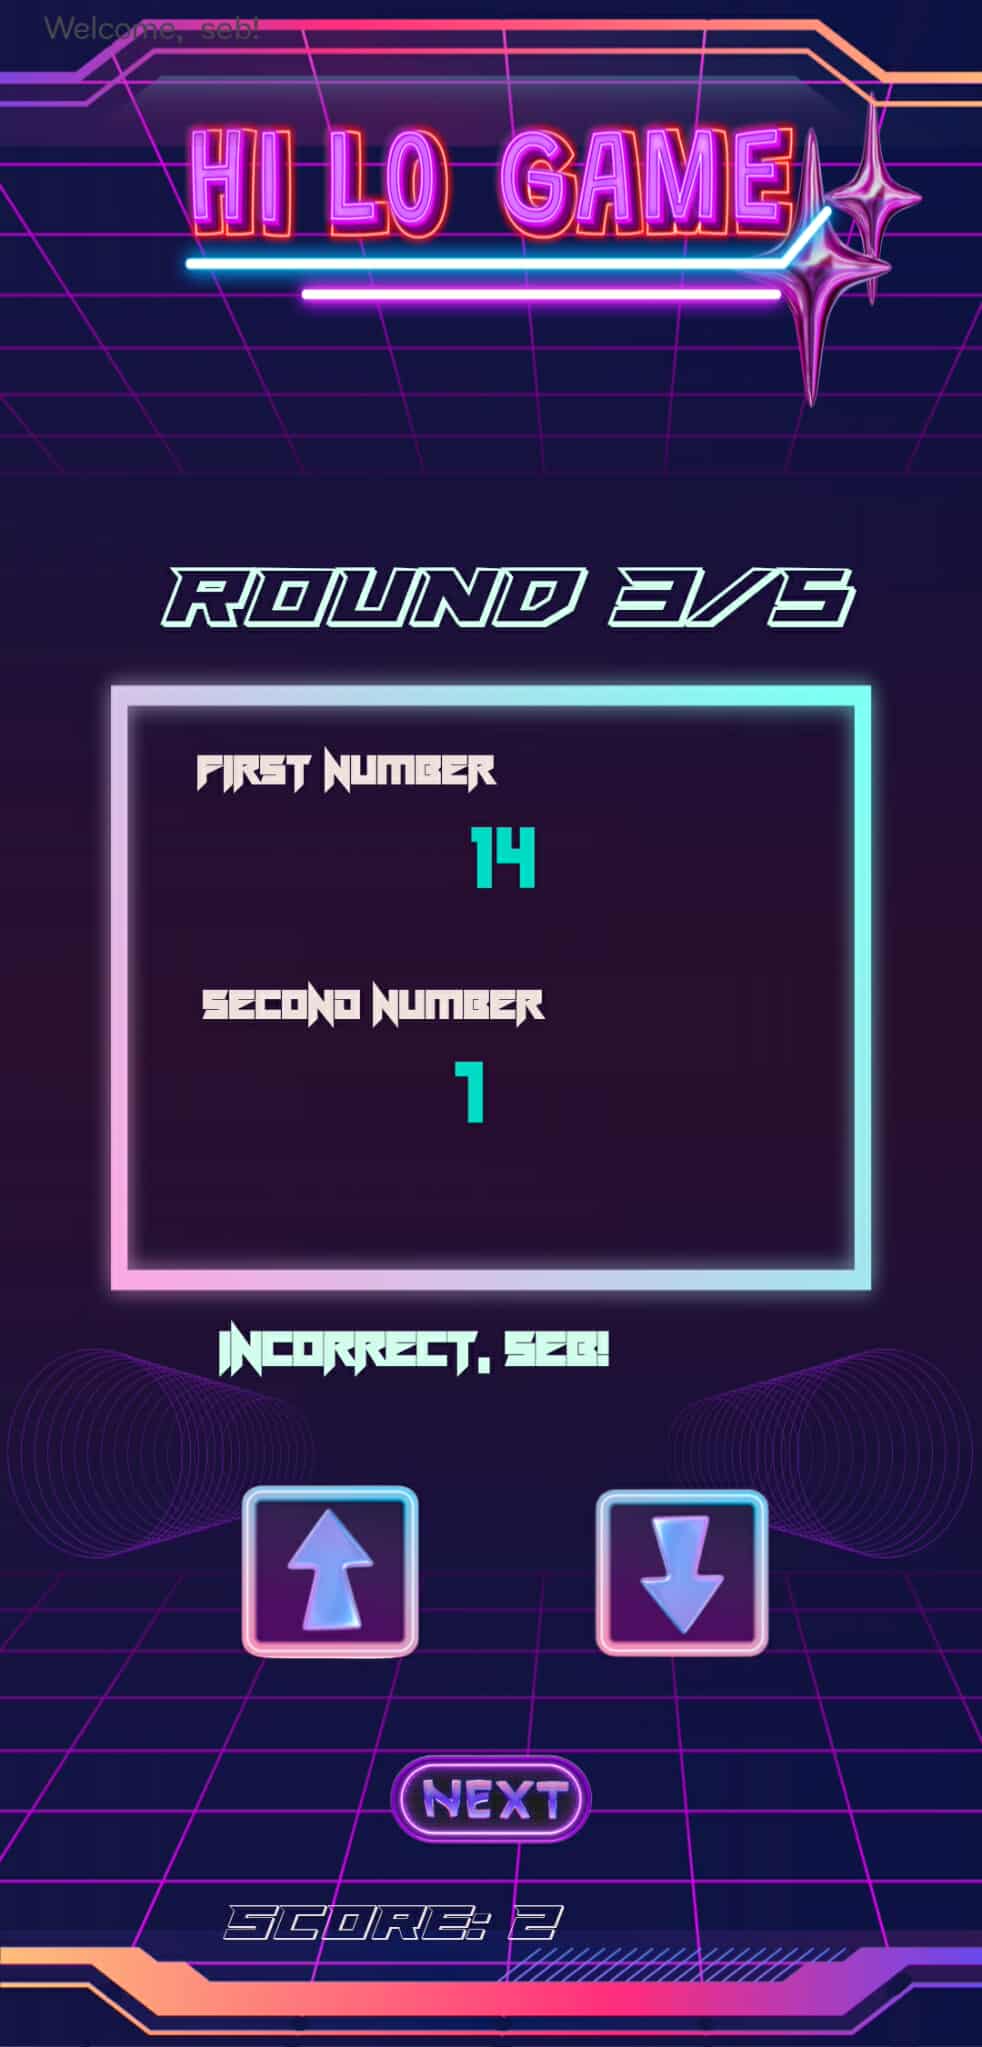 Welcome, seb!
HI LO GAME
ROUND 3/5
FIRST NUMBER
14
SECOND NUMBER
1
INCORRECT, SEB!
NEXT
SCORE: 2